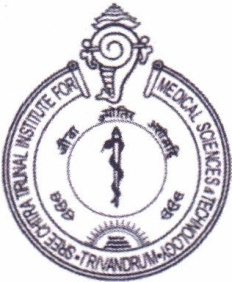 SREE CHITRA TIRUNAL INSTITUTE FOR
MEDICAL SCIENCES & TECHNOLOGY
TRIVANDRUM
जीवा ज्योतिर